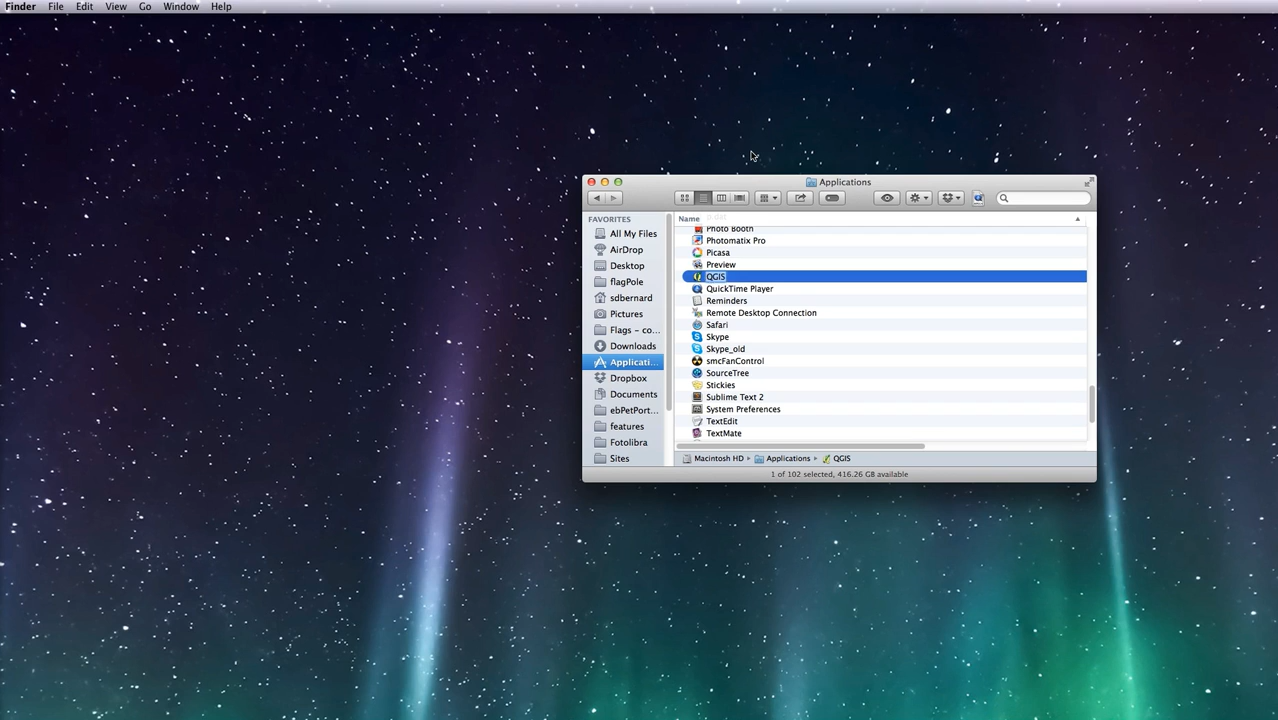 Finder File Edit View Go Window Help
Applications
FAVORITES
All My Files
AirDrop
Desktop
flagPole
sdbernard
Pictures
Flags – co...
Downloads
Applicati...
Dropbox
Documents
ebPetPort...
features
Fotolibra
Sites
Name
Photo Booth
Photomatix Pro
Picasa
Preview
QGIS
QuickTime Player
Reminders
Remote Desktop Connection
Safari
Skype
Skype_old
smcFanControl
SourceTree
Stickies
Sublime Text 2
System Preferences
TextEdit
TextMate
Macintosh HD ▸ Applications ▸ QGIS
1 of 102 selected, 416.26 GB available